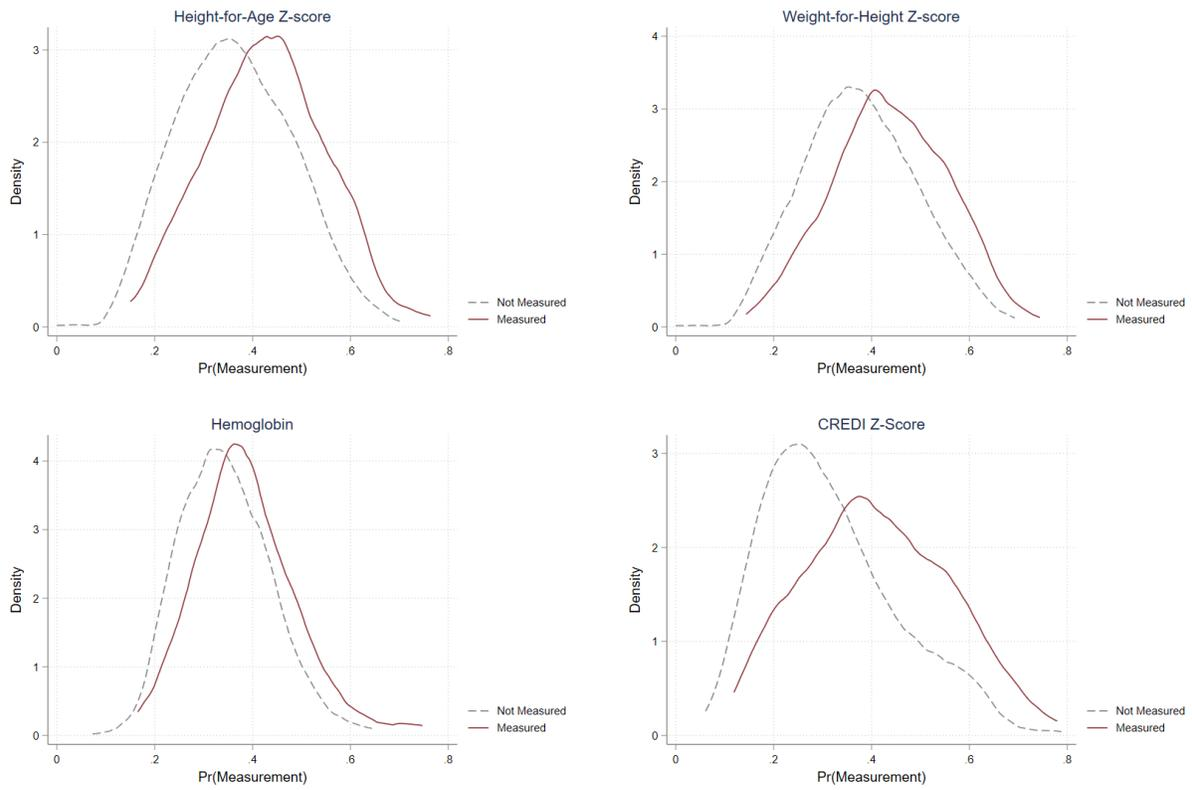 Height-for-Age Z-score
Density
3
2
1
0
0 .2 .4 .6 .8
Pr(Measurement)
Not Measured
Measured
Weight-for-Height Z-score
Density
4
3
2
1
0
0 .2 .4 .6 .8
Pr(Measurement)
Not Measured
Measured
Hemoglobin
Density
4
3
2
1
0
0 .2 .4 .6 .8
Pr(Measurement)
Not Measured
Measured
CREDI Z-Score
Density
3
2
1
0
0 .2 .4 .6 .8
Pr(Measurement)
Not Measured
Measured